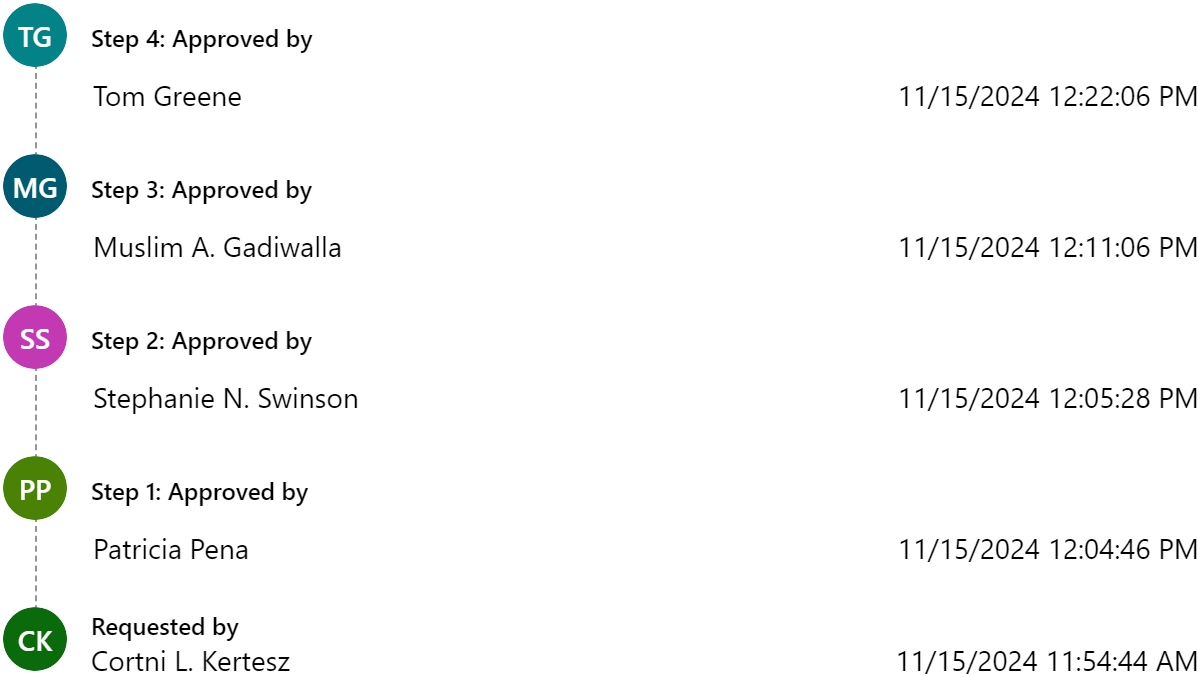 TG
Step 4: Approved by
Tom Greene 11/15/2024 12:22:06 PM
MG
Step 3: Approved by
Muslim A. Gadiwalla 11/15/2024 12:11:06 PM
SS
Step 2: Approved by
Stephanie N. Swinson 11/15/2024 12:05:28 PM
PP
Step 1: Approved by
Patricia Pena 11/15/2024 12:04:46 PM
CK
Requested by
Cortni L. Kertesz 11/15/2024 11:54:44 AM